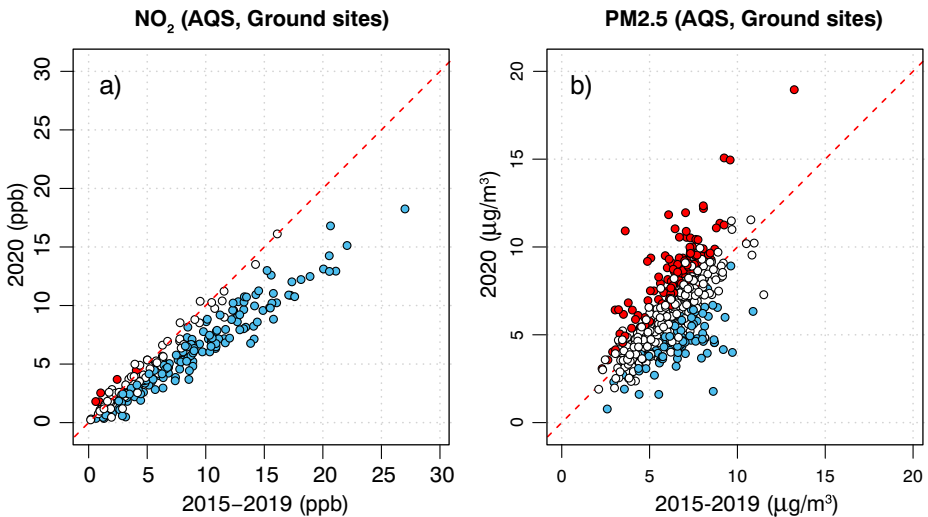 NO₂ (AQS, Ground sites)
a)
30
25
20
15
10
5
0
2020 (ppb)
0 5 10 15 20 25 30
2015−2019 (ppb)
PM2.5 (AQS, Ground sites)
b)
20
15
10
5
0
2020 (μg/m³)
0 5 10 15 20
2015-2019 (μg/m³)